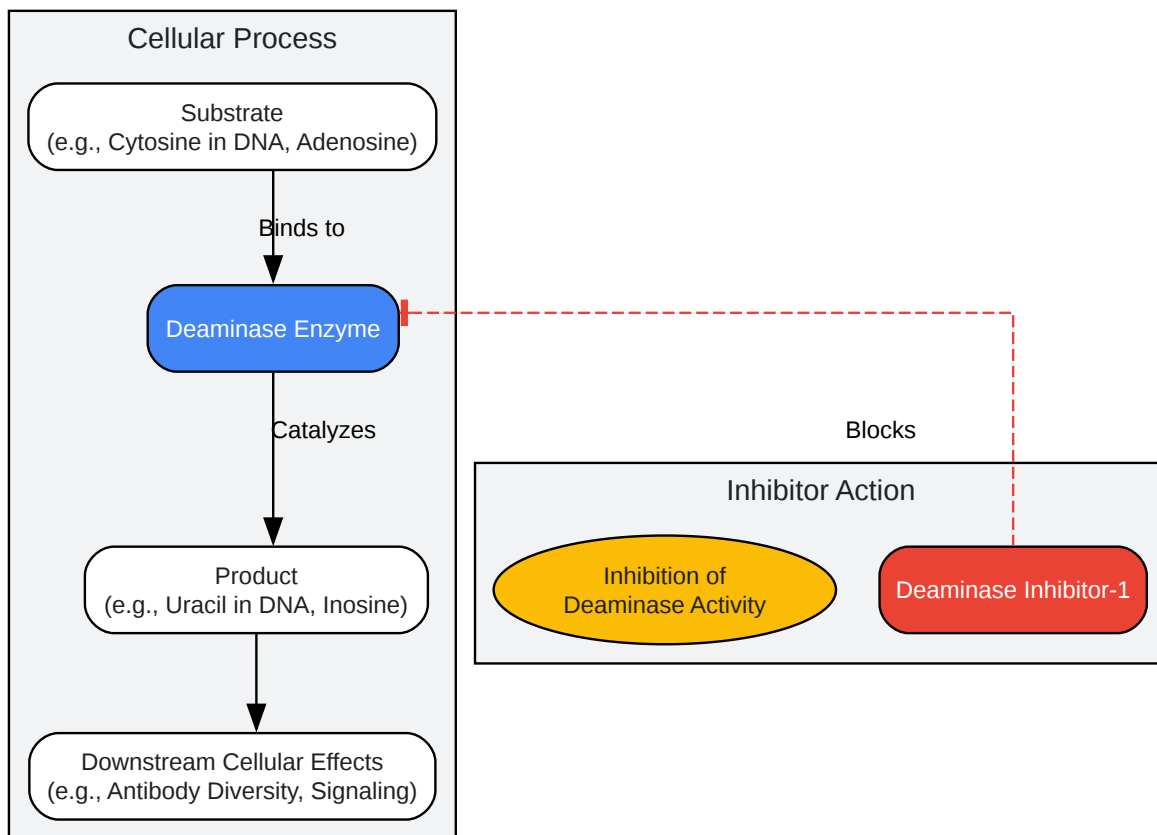 Cellular Process
Substrate
(e.g., Cytosine in DNA, Adenosine)
Binds to
Deaminase Enzyme
Catalyzes
Product
(e.g., Uracil in DNA, Inosine)
Downstream Cellular Effects
(e.g., Antibody Diversity, Signaling)
Blocks
Inhibitor Action
Inhibition of
Deaminase Activity
Deaminase Inhibitor-1